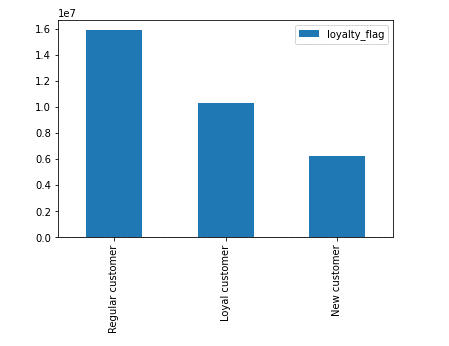 1e7
loyalty_flag
1.6
1.4
1.2
1.0
0.8
0.6
0.4
0.2
0.0
Regular customer
Loyal customer
New customer